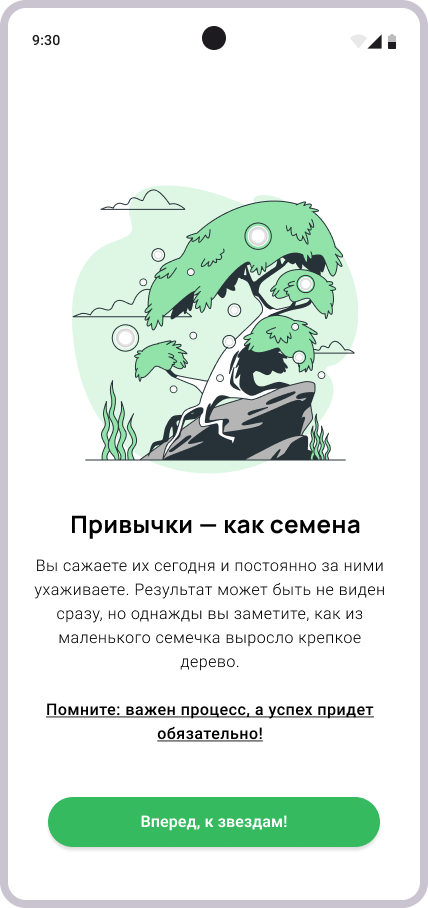 9:30
Привычки — как семена
Вы сажаете их сегодня и постоянно за ними
ухаживаете. Результат может быть не виден
сразу, но однажды вы заметите, как из
маленького семечка выросло крепкое
дерево.
Помните: важен процесс, а успех придет
обязательно!
Вперед, к звездам!